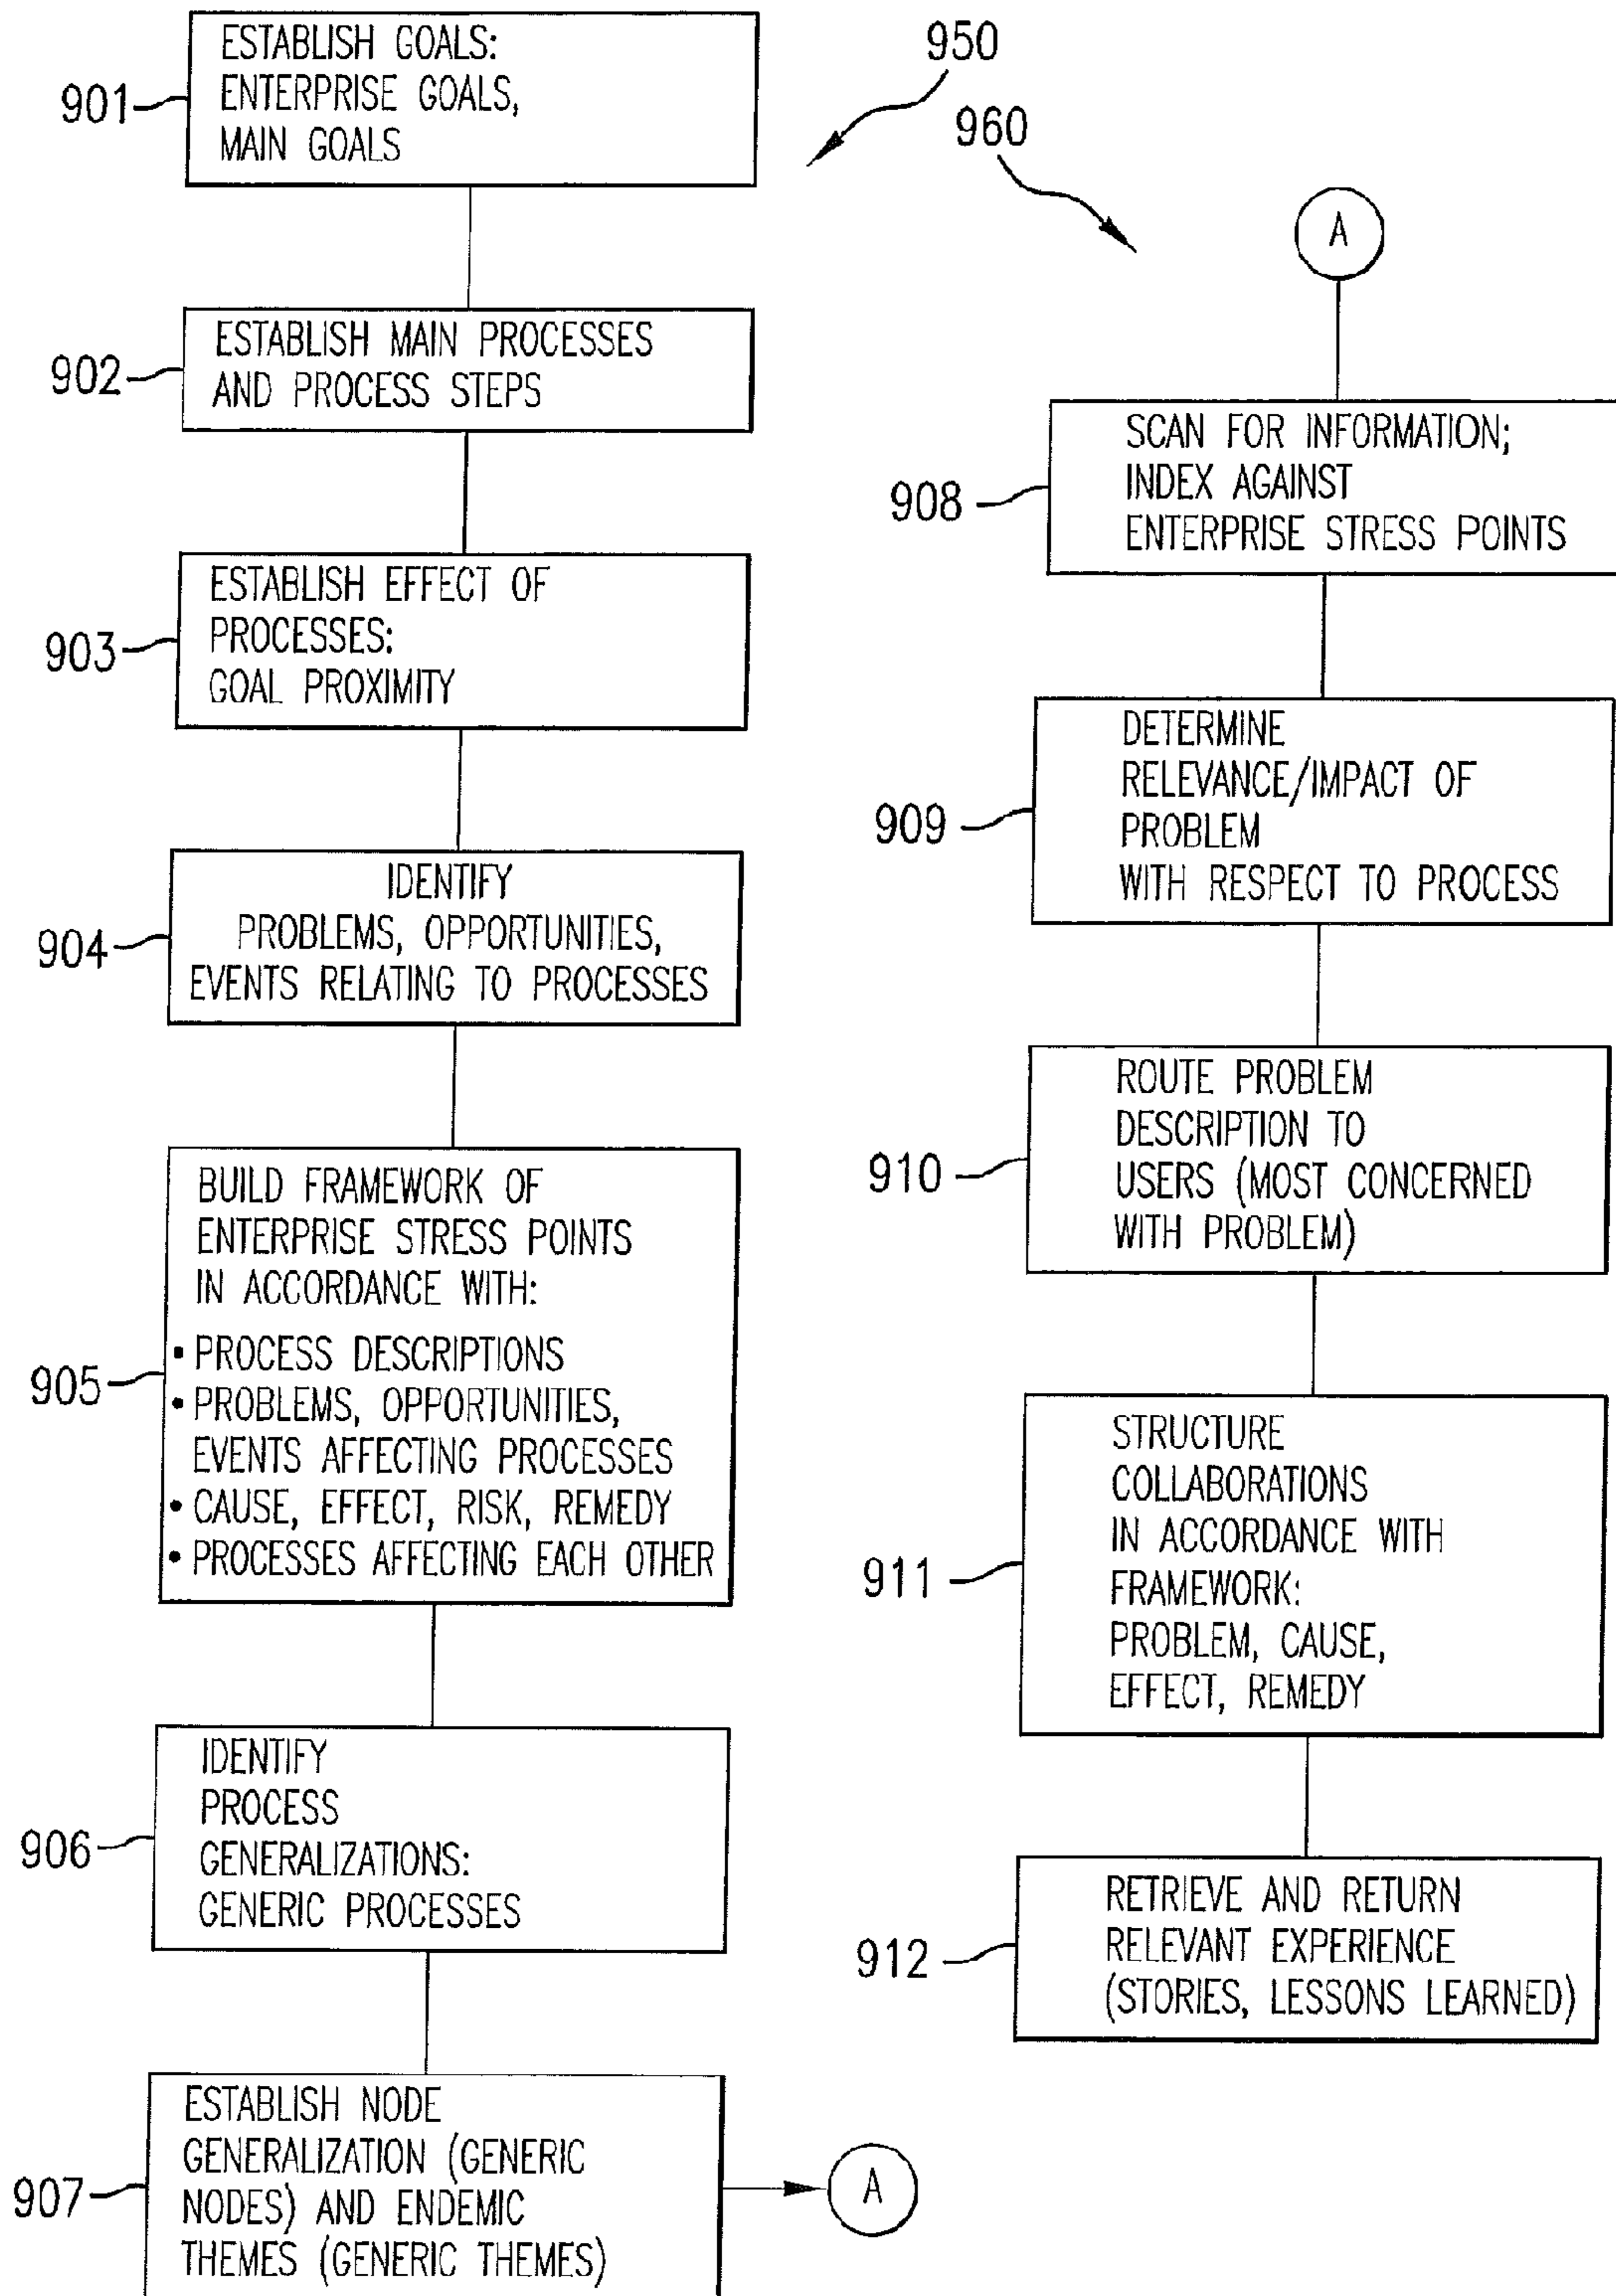 950
960
901
ESTABLISH GOALS:
ENTERPRISE GOALS,
MAIN GOALS
902
ESTABLISH MAIN PROCESSES
AND PROCESS STEPS
903
ESTABLISH EFFECT OF
PROCESSES:
GOAL PROXIMITY
904
IDENTIFY
PROBLEMS, OPPORTUNITIES,
EVENTS RELATING TO PROCESSES
905
BUILD FRAMEWORK OF
ENTERPRISE STRESS POINTS
IN ACCORDANCE WITH:
• PROCESS DESCRIPTIONS
• PROBLEMS, OPPORTUNITIES,
EVENTS AFFECTING PROCESSES
• CAUSE, EFFECT, RISK, REMEDY
• PROCESSES AFFECTING EACH OTHER
906
IDENTIFY
PROCESS
GENERALIZATIONS:
GENERIC PROCESSES
907
ESTABLISH NODE
GENERALIZATION (GENERIC
NODES) AND ENDEMIC
THEMES (GENERIC THEMES)
A
A
908
SCAN FOR INFORMATION;
INDEX AGAINST
ENTERPRISE STRESS POINTS
909
DETERMINE
RELEVANCE/IMPACT OF
PROBLEM
WITH RESPECT TO PROCESS
910
ROUTE PROBLEM
DESCRIPTION TO
USERS (MOST CONCERNED
WITH PROBLEM)
911
STRUCTURE
COLLABORATIONS
IN ACCORDANCE WITH
FRAMEWORK:
PROBLEM, CAUSE,
EFFECT, REMEDY
912
RETRIEVE AND RETURN
RELEVANT EXPERIENCE
(STORIES, LESSONS LEARNED)